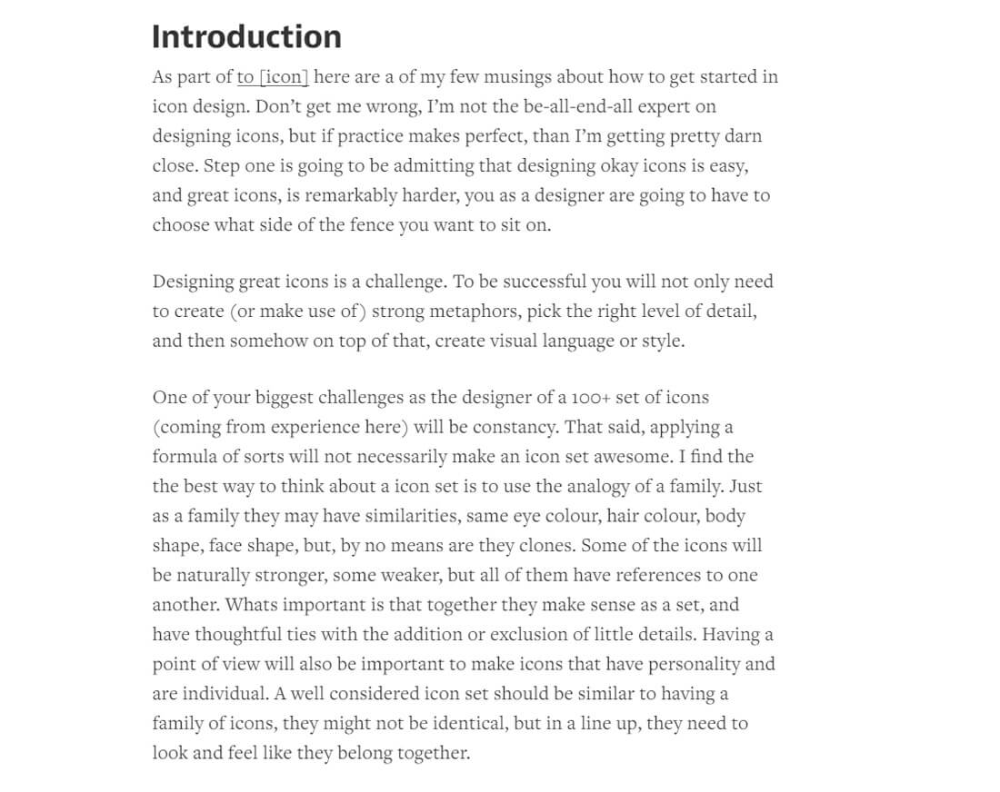 Introduction
As part of to [icon] here are a of my few musings about how to get started in
icon design. Don’t get me wrong, I’m not the be-all-end-all expert on
designing icons, but if practice makes perfect, than I’m getting pretty darn
close. Step one is going to be admitting that designing okay icons is easy,
and great icons, is remarkably harder, you as a designer are going to have to
choose what side of the fence you want to sit on.
Designing great icons is a challenge. To be successful you will not only need
to create (or make use of) strong metaphors, pick the right level of detail,
and then somehow on top of that, create visual language or style.
One of your biggest challenges as the designer of a 100+ set of icons
(coming from experience here) will be constancy. That said, applying a
formula of sorts will not necessarily make an icon set awesome. I find the
the best way to think about a icon set is to use the analogy of a family. Just
as a family they may have similarities, same eye colour, hair colour, body
shape, face shape, but, by no means are they clones. Some of the icons will
be naturally stronger, some weaker, but all of them have references to one
another. Whats important is that together they make sense as a set, and
have thoughtful ties with the addition or exclusion of little details. Having a
point of view will also be important to make icons that have personality and
are individual. A well considered icon set should be similar to having a
family of icons, they might not be identical, but in a line up, they need to
look and feel like they belong together.